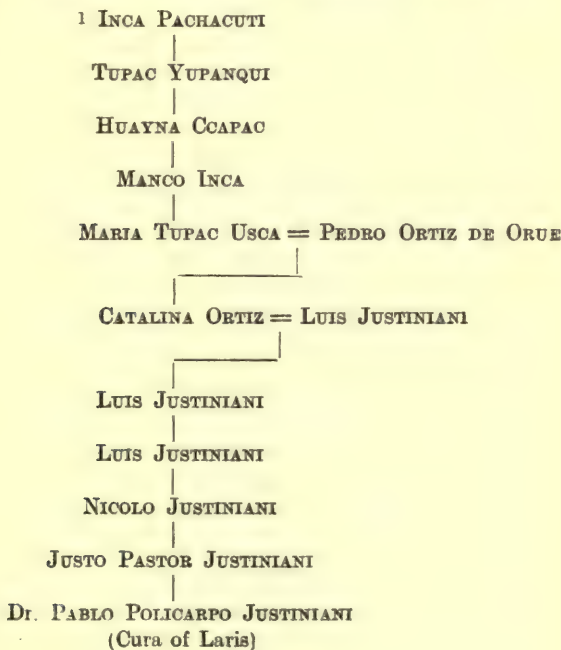 1 INCA PACHACUTI
TUPAC YUPANQUI
HUAYNA CCAPAC
MANCO INCA
MARIA TUPAC USCA = PEDRO ORTIZ DE ORUE
CATALINA ORTIZ = LUIS JUSTINIANI
LUIS JUSTINIANI
LUIS JUSTINIANI
NICOLO JUSTINIANI
JUSTO PASTOR JUSTINIANI
Dr. PABLO POLICARPO JUSTINIANI
(Cura of Laris)